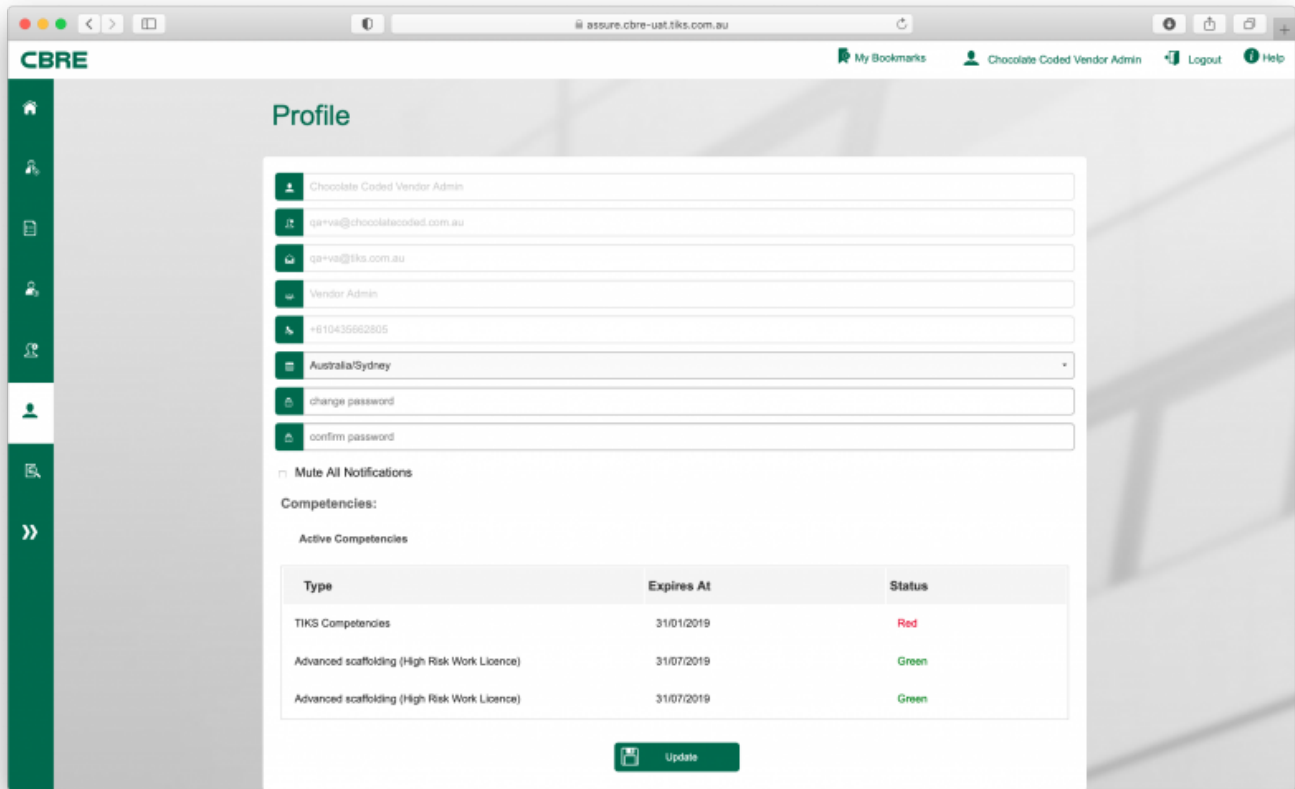 assure.cbre-uat.tiks.com.au
CBRE
My Bookmarks Chocolate Coded Vendor Admin Logout Help
Profile
Chocolate Coded Vendor Admin
qa+va@chocolatecoded.com.au
qa+va@tiks.com.au
Vendor Admin
+610435662805
Australia/Sydney
change password
confirm password
Mute All Notifications
Competencies:
Active Competencies
Type Expires At Status
TIKS Competencies 31/01/2019 Red
Advanced scaffolding (High Risk Work Licence) 31/07/2019 Green
Advanced scaffolding (High Risk Work Licence) 31/07/2019 Green
Update